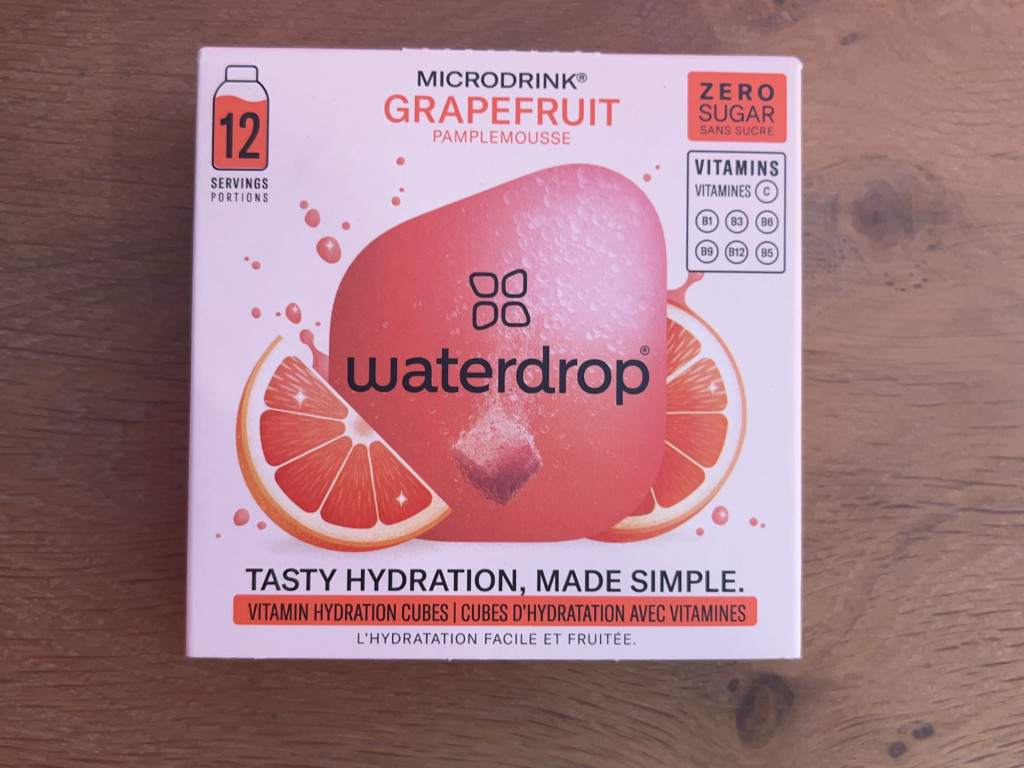 12
SERVINGS
PORTIONS
MICRODRINK®
GRAPEFRUIT
PAMPLEMOUSSE
ZERO
SUGAR
SANS SUCRE
VITAMINS
VITAMINES C
B1 B3 B6
B9 B12 B5
waterdrop®
TASTY HYDRATION, MADE SIMPLE.
VITAMIN HYDRATION CUBES | CUBES D'HYDRATATION AVEC VITAMINES
L'HYDRATATION FACILE ET FRUITÉE.